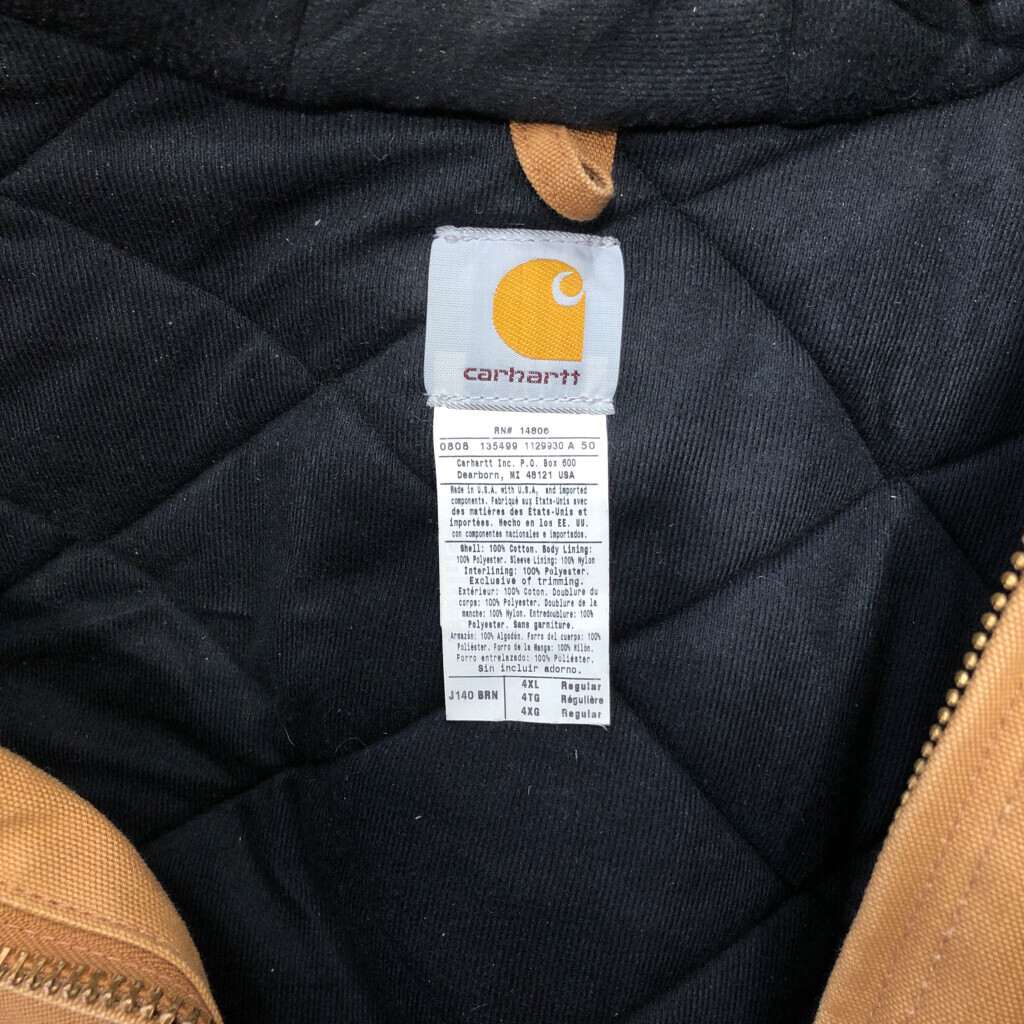 carhartt
RN# 14806
0808 135499 1129930 A 50
Carhartt Inc. P.O. Box 600
Dearborn, MI 48121 USA
Made in U.S.A. with U.S.A. and imported
components. Fabriqué aux États-Unis avec
des matières des États-Unis et
importées. Hecho en los EE. UU.
con componentes nacionales e importados.
Shell: 100% Cotton. Body Lining:
100% Polyester. Sleeve Lining: 100% Nylon
Interlining: 100% Polyester.
Exclusive of trimming.
Extérieur: 100% Coton. Doublure du
corps: 100% Polyester. Doublure de la
manche: 100% Nylon. Entredoublure: 100%
Polyester. Sans garniture.
Armazón: 100% Algodón. Forro del cuerpo: 100%
Poliéster. Forro de la Manga: 100% Nilón.
Forro entrelazado: 100% Poliéster.
Sin incluir adorno.
J140 BRN
4XL Regular
4TG Régulière
4XG Regular